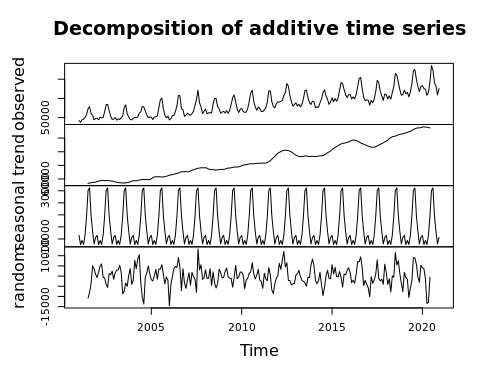 Decomposition of additive time series
observed
50000
trend
seasonal
random
-15000
2005 2010 2015 2020
Time